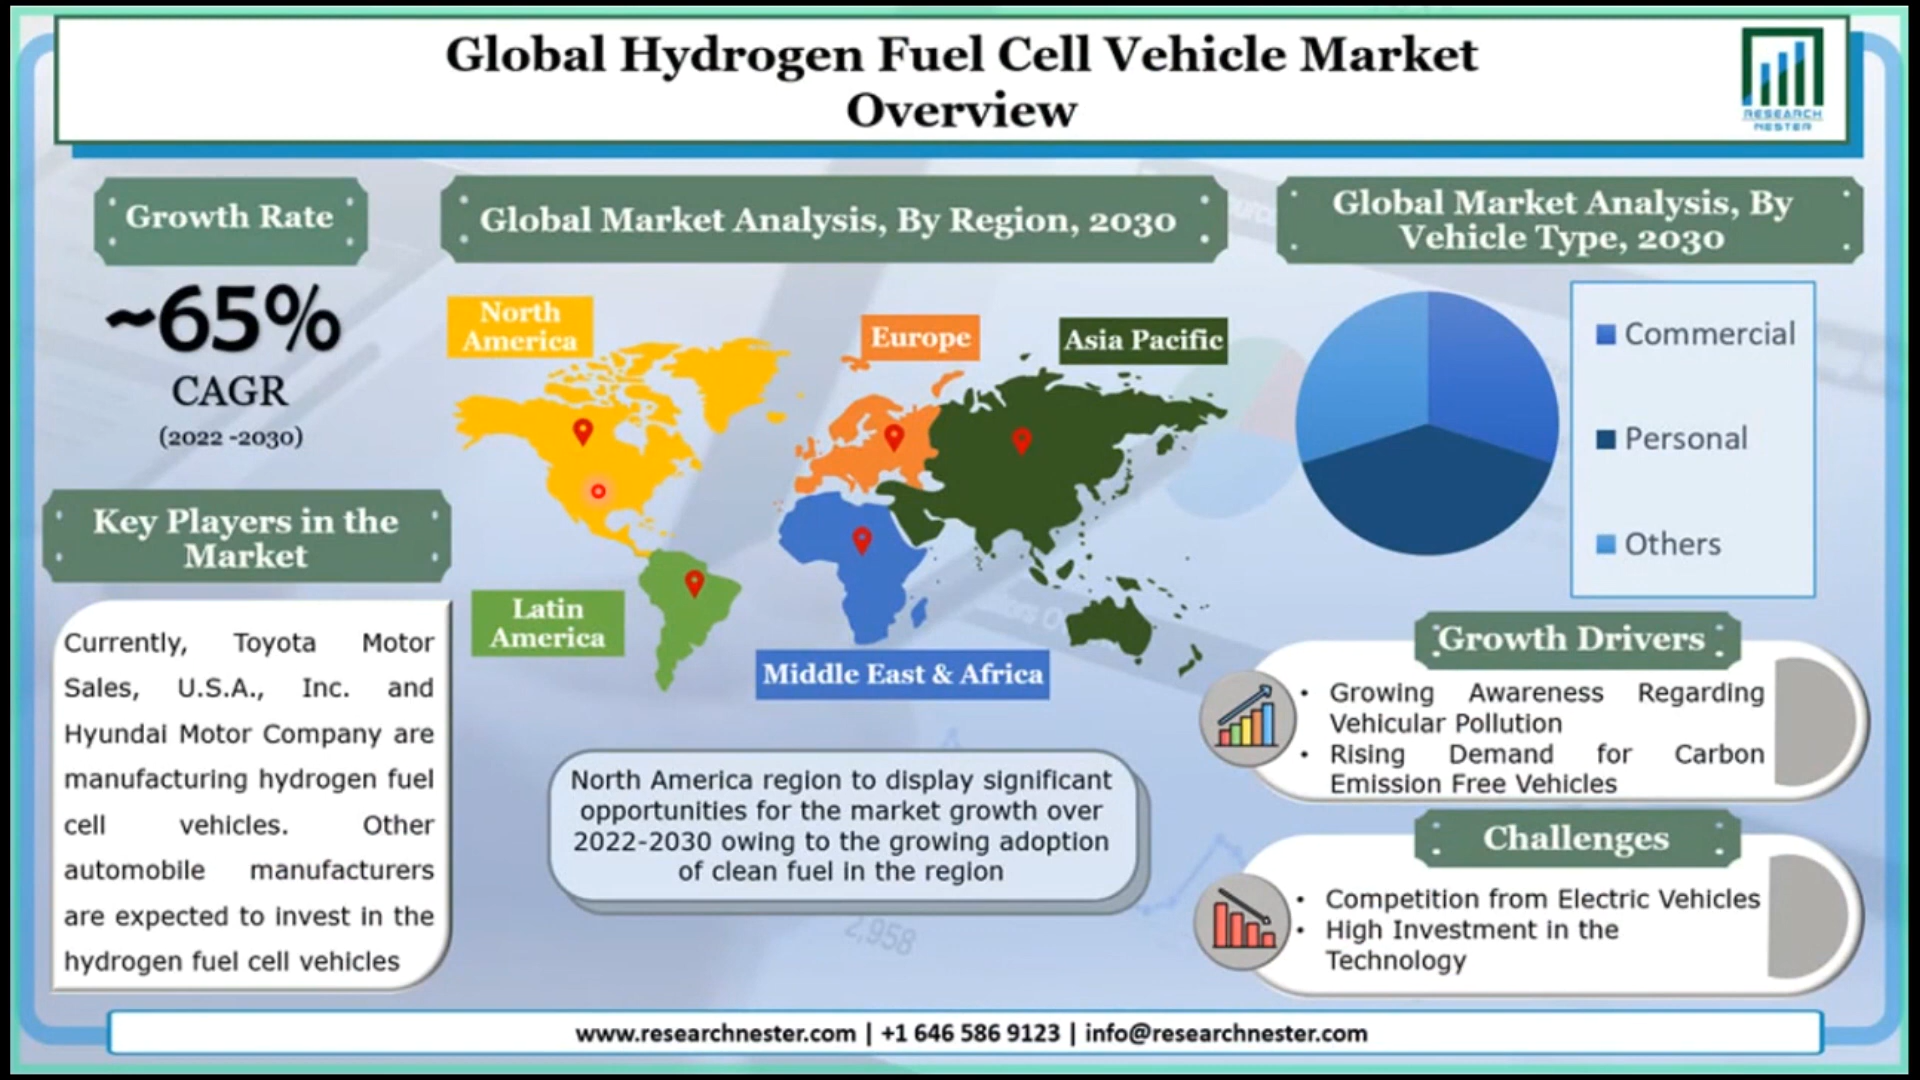 Global Hydrogen Fuel Cell Vehicle Market
Overview
RESEARCH
NESTER
Growth Rate
~65%
CAGR
(2022 -2030)
Key Players in the
Market
Currently, Toyota Motor
Sales, U.S.A., Inc. and
Hyundai Motor Company are
manufacturing hydrogen fuel
cell vehicles. Other
automobile manufacturers
are expected to invest in the
hydrogen fuel cell vehicles
Global Market Analysis, By Region, 2030
North
America
Europe
Asia Pacific
Latin
America
Middle East & Africa
North America region to display significant
opportunities for the market growth over
2022-2030 owing to the growing adoption
of clean fuel in the region
2,958
Global Market Analysis, By
Vehicle Type, 2030
Commercial
Personal
Others
Growth Drivers
• Growing Awareness Regarding
Vehicular Pollution
• Rising Demand for Carbon
Emission Free Vehicles
Challenges
• Competition from Electric Vehicles
• High Investment in the
Technology
www.researchnester.com | +1 646 586 9123 | info@researchnester.com